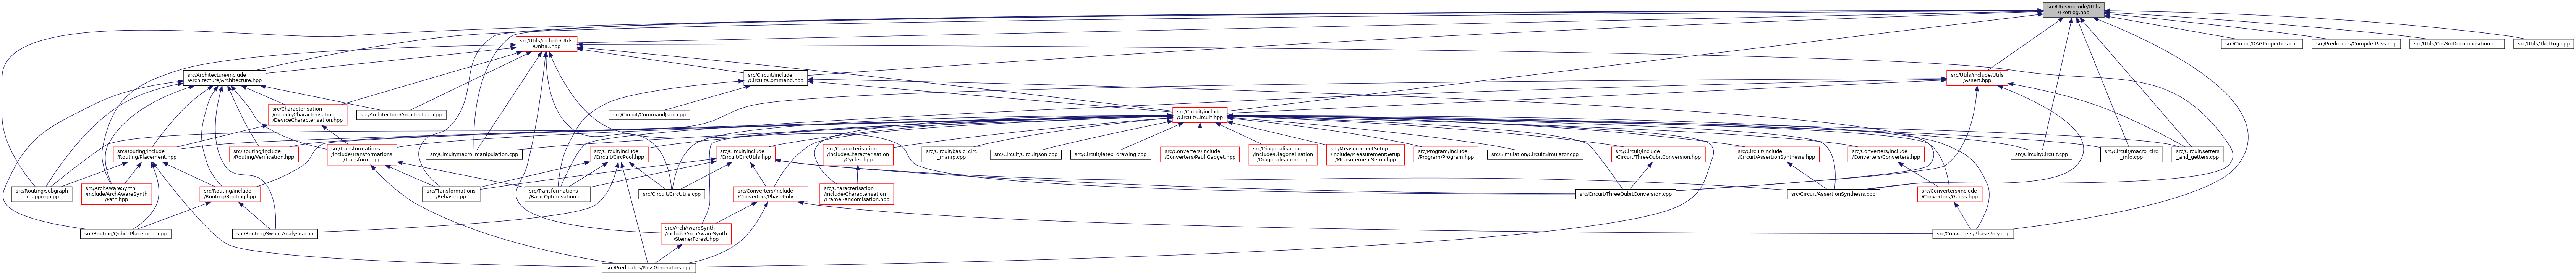 src/Utils/include/Utils
/TketLog.hpp
src/Utils/include/Utils
/UnitID.hpp
src/Circuit/DAGProperties.cpp
src/Predicates/CompilerPass.cpp
src/Utils/CosSinDecomposition.cpp
src/Utils/TketLog.cpp
src/Architecture/include
/Architecture/Architecture.hpp
src/Circuit/include
/Circuit/Command.hpp
src/Utils/include/Utils
/Assert.hpp
src/Characterisation
/include/Characterisation
/DeviceCharacterisation.hpp
src/Architecture/Architecture.cpp
src/Circuit/CommandJson.cpp
src/Circuit/include
/Circuit/Circuit.hpp
src/Routing/include
/Routing/Placement.hpp
src/Routing/include
/Routing/Verification.hpp
src/Transformations
/include/Transformations
/Transform.hpp
src/Circuit/macro_manipulation.cpp
src/Circuit/include
/Circuit/CircPool.hpp
src/Circuit/include
/Circuit/CircUtils.hpp
src/Characterisation
/include/Characterisation
/Cycles.hpp
src/Circuit/basic_circ
_manip.cpp
src/Circuit/CircuitJson.cpp
src/Circuit/latex_drawing.cpp
src/Converters/include
/Converters/PauliGadget.hpp
src/Diagonalisation
/include/Diagonalisation
/Diagonalisation.hpp
src/MeasurementSetup
/include/MeasurementSetup
/MeasurementSetup.hpp
src/Program/include
/Program/Program.hpp
src/Simulation/CircuitSimulator.cpp
src/Circuit/include
/Circuit/ThreeQubitConversion.hpp
src/Circuit/include
/Circuit/AssertionSynthesis.hpp
src/Converters/include
/Converters/Converters.hpp
src/Circuit/Circuit.cpp
src/Circuit/macro_circ
_info.cpp
src/Circuit/setters
_and_getters.cpp
src/Routing/subgraph
_mapping.cpp
src/ArchAwareSynth
/include/ArchAwareSynth
/Path.hpp
src/Routing/include
/Routing/Routing.hpp
src/Transformations
/Rebase.cpp
src/Transformations
/BasicOptimisation.cpp
src/Circuit/CircUtils.cpp
src/Converters/include
/Converters/PhasePoly.hpp
src/Characterisation
/include/Characterisation
/FrameRandomisation.hpp
src/Circuit/ThreeQubitConversion.cpp
src/Circuit/AssertionSynthesis.cpp
src/Converters/include
/Converters/Gauss.hpp
src/Routing/Qubit_Placement.cpp
src/Routing/Swap_Analysis.cpp
src/ArchAwareSynth
/include/ArchAwareSynth
/SteinerForest.hpp
src/Converters/PhasePoly.cpp
src/Predicates/PassGenerators.cpp